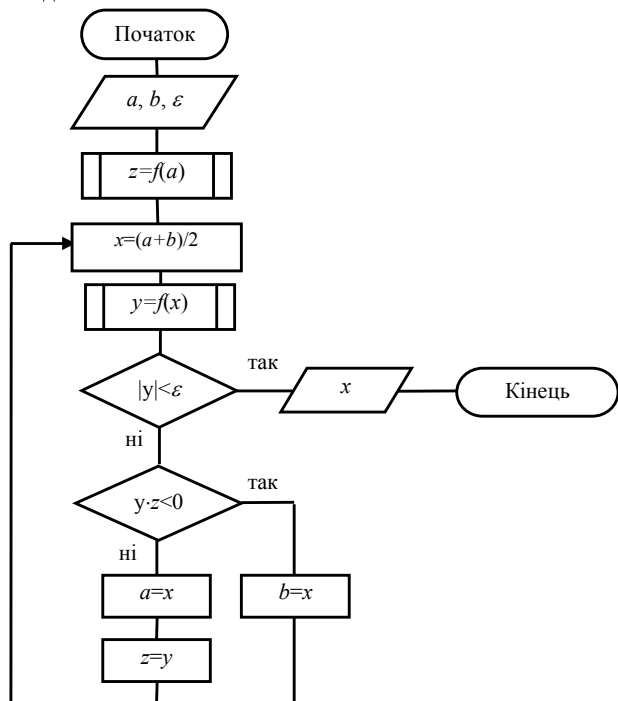 Початок
a, b, ε
z=f(a)
x=(a+b)/2
y=f(x)
|y|<ε
так
x
Кінець
ні
y·z<0
так
ні
a=x
b=x
z=y